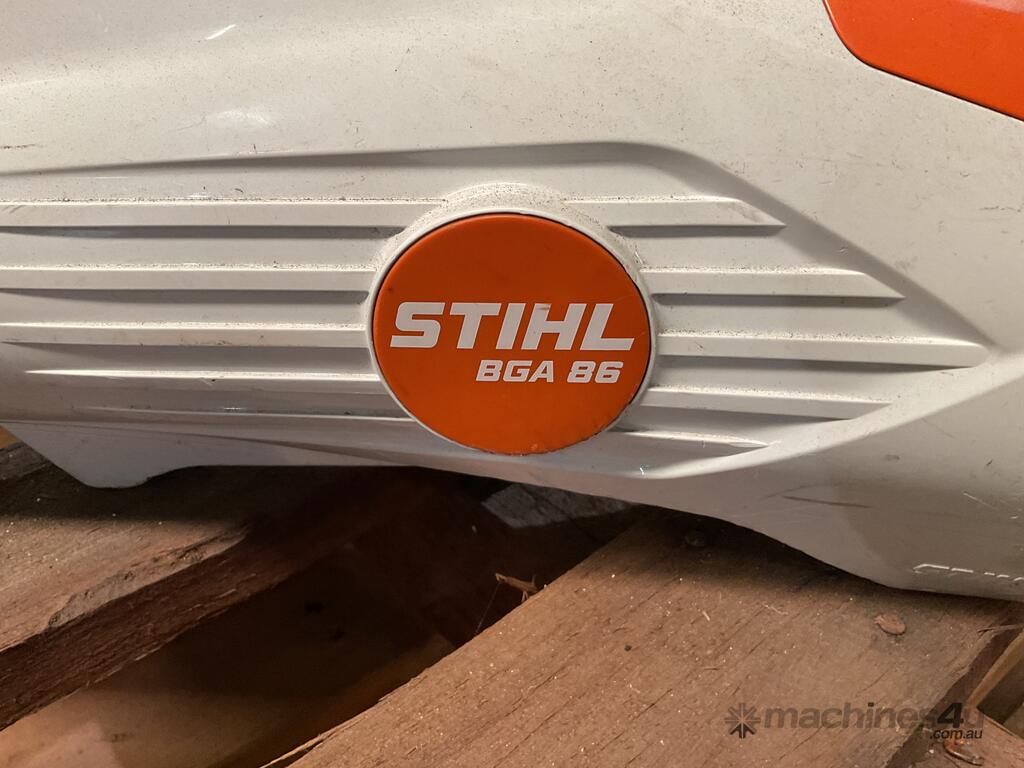 STIHL
BGA 86
machines4u
.com.au